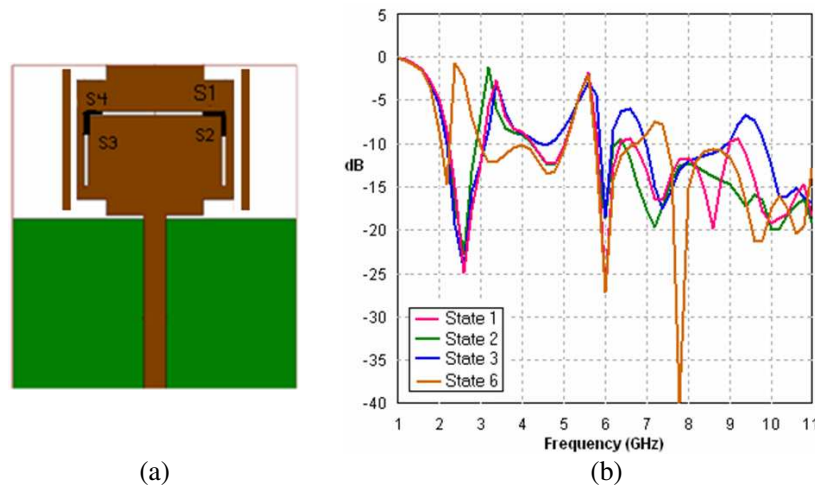 S4
S1
S3
S2
5
0
-5
-10
dB
-15
-20
-25
-30
-35
-40
State 1
State 2
State 3
State 6
1 2 3 4 5 6 7 8 9 10 11
Frequency (GHz)
(a) (b)